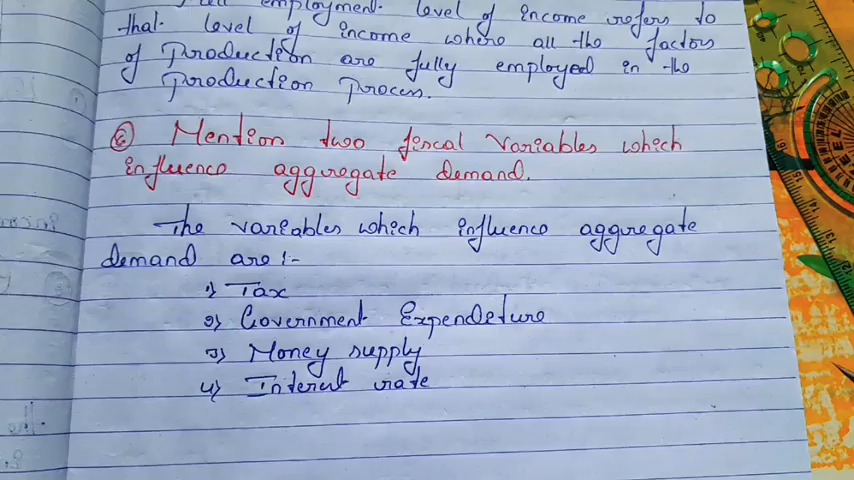 employment level of income refers to
that level of income where all the factors
of Production are fully employed in the
Production Process.
Mention two fiscal variables which
influence aggregate demand.
The variables which influence aggregate
demand are :-
1) Tax
2) Government Expendeture
3) Money supply
4) Interest rate